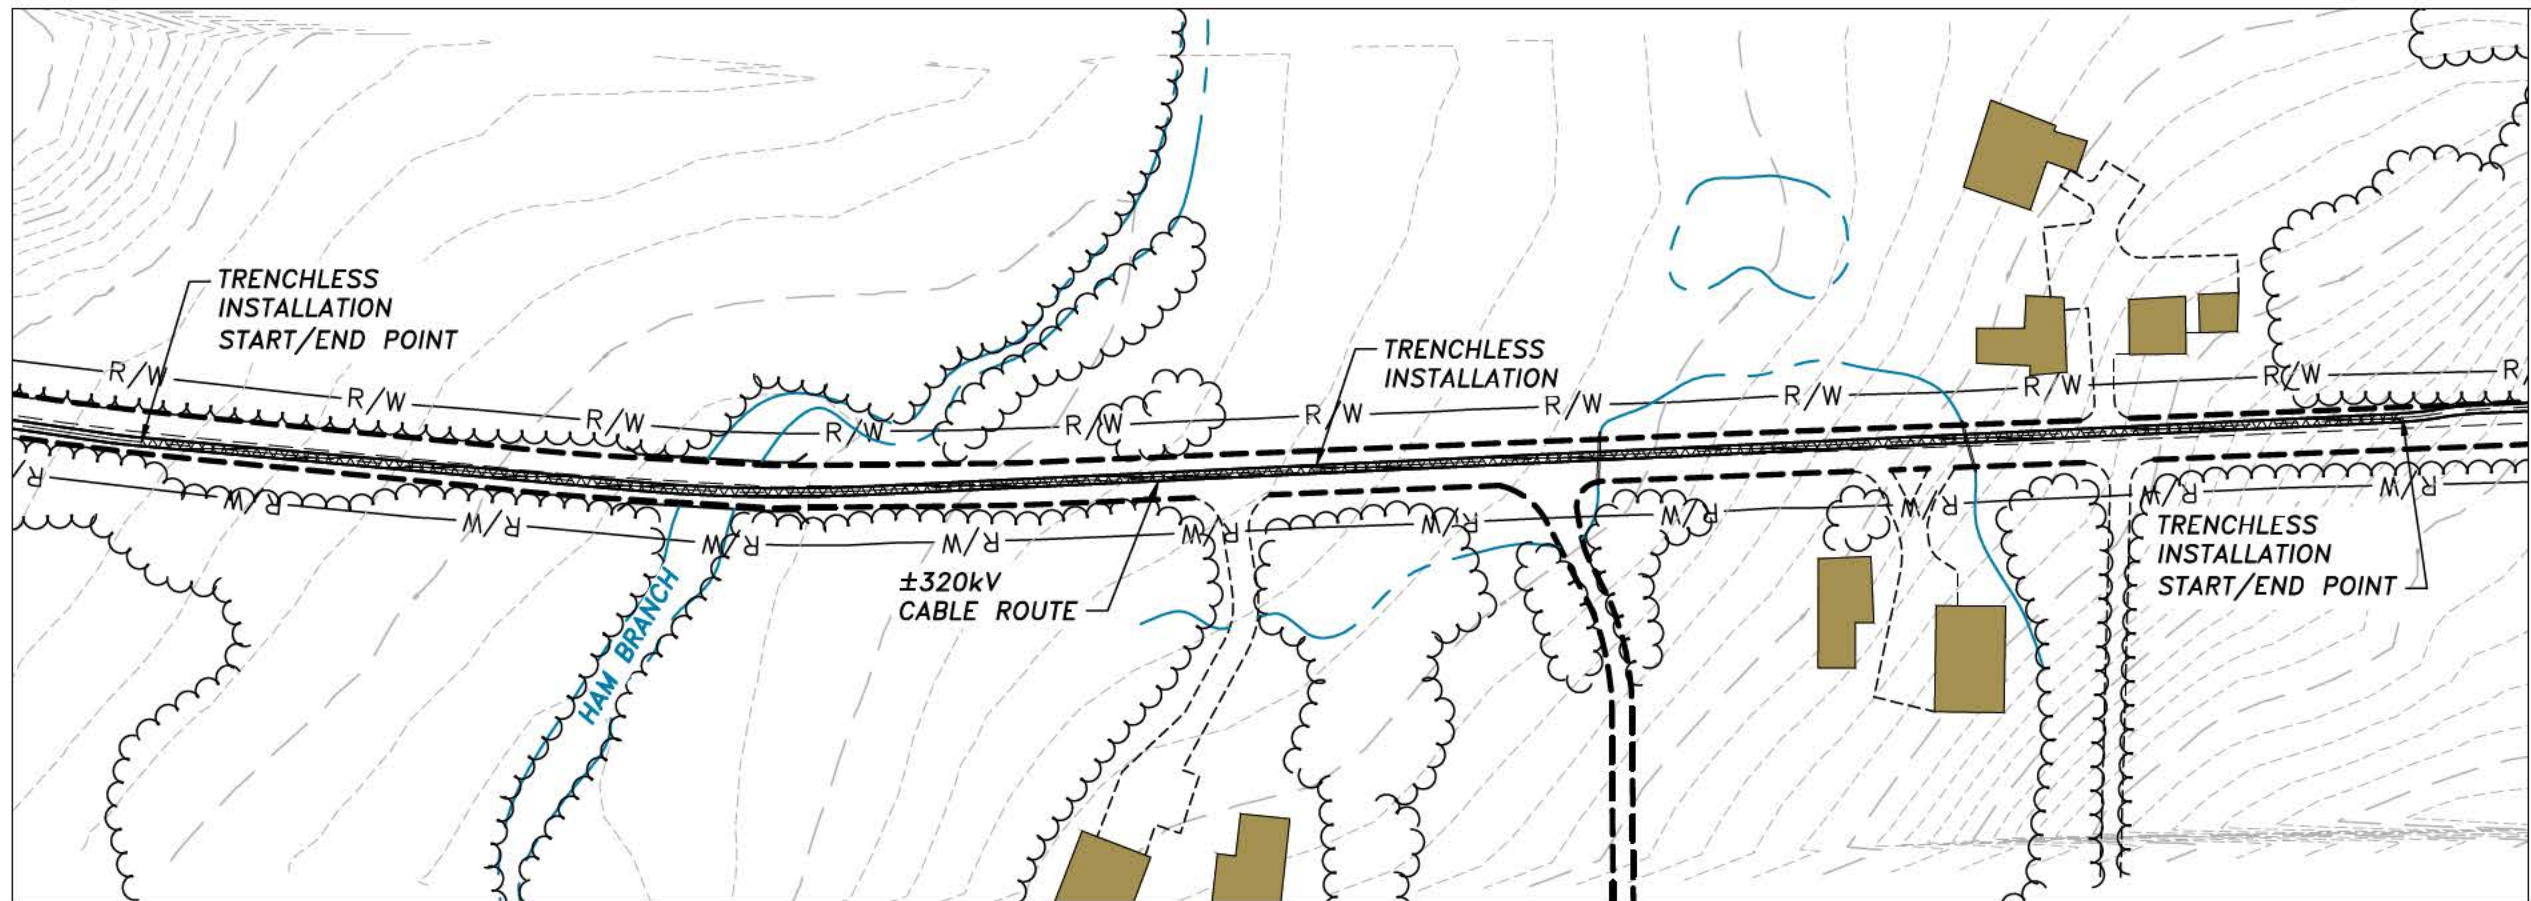 TRENCHLESS
INSTALLATION
START/END POINT
TRENCHLESS
INSTALLATION
R/W
R/W
R/W
R/W
R/W
R/W
R/W
R/W
R/W
R/W
R/
R/
R/W
R/W
R/W
R/W
R/W
R/W
R/W
R/W
R/W
R/W
TRENCHLESS
INSTALLATION
START/END POINT
±320kV
CABLE ROUTE
HAM BRANCH